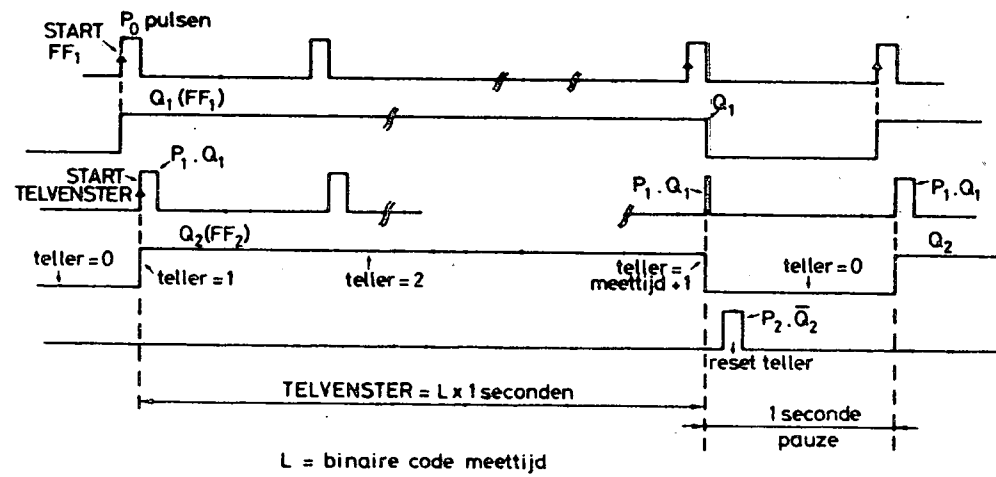 START
FF₁
P₀ pulsen
Q₁ (FF₁)
Q₁
START
TELVENSTER
P₁ . Q₁
P₁ . Q₁
P₁ . Q₁
Q₂ (FF₂)
Q₂
teller = 0
teller = 1
teller = 2
teller =
meettijd + 1
teller = 0
P₂ . Q̅₂
reset teller
TELVENSTER = L x 1 seconden
1 seconde
pauze
L = binaire code meettijd